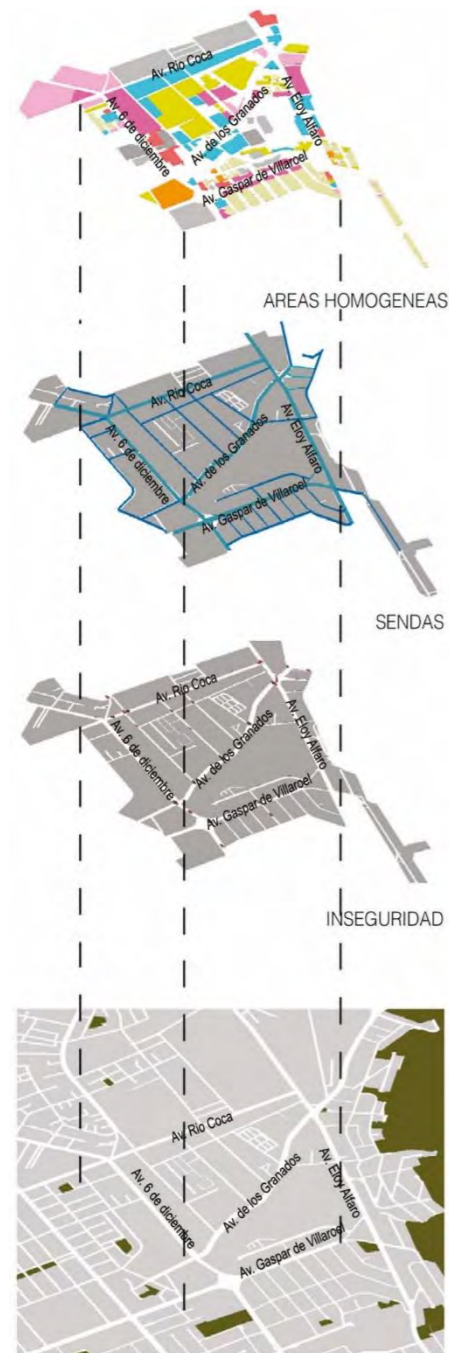 Av. Rio Coca
Av. 6 de diciembre
Av. de los Granados
Av. Eloy Alfaro
Av. Gaspar de Villaroel
AREAS HOMOGENEAS
Av. Rio Coca
Av. 6 de diciembre
Av. de los Granados
Av. Eloy Alfaro
Av. Gaspar de Villaroel
SENDAS
Av. Rio Coca
Av. 6 de diciembre
Av. de los Granados
Av. Eloy Alfaro
Av. Gaspar de Villaroel
INSEGURIDAD
Av. Rio Coca
Av. 6 de diciembre
Av. de los Granados
Av. Eloy Alfaro
Av. Gaspar de Villaroel